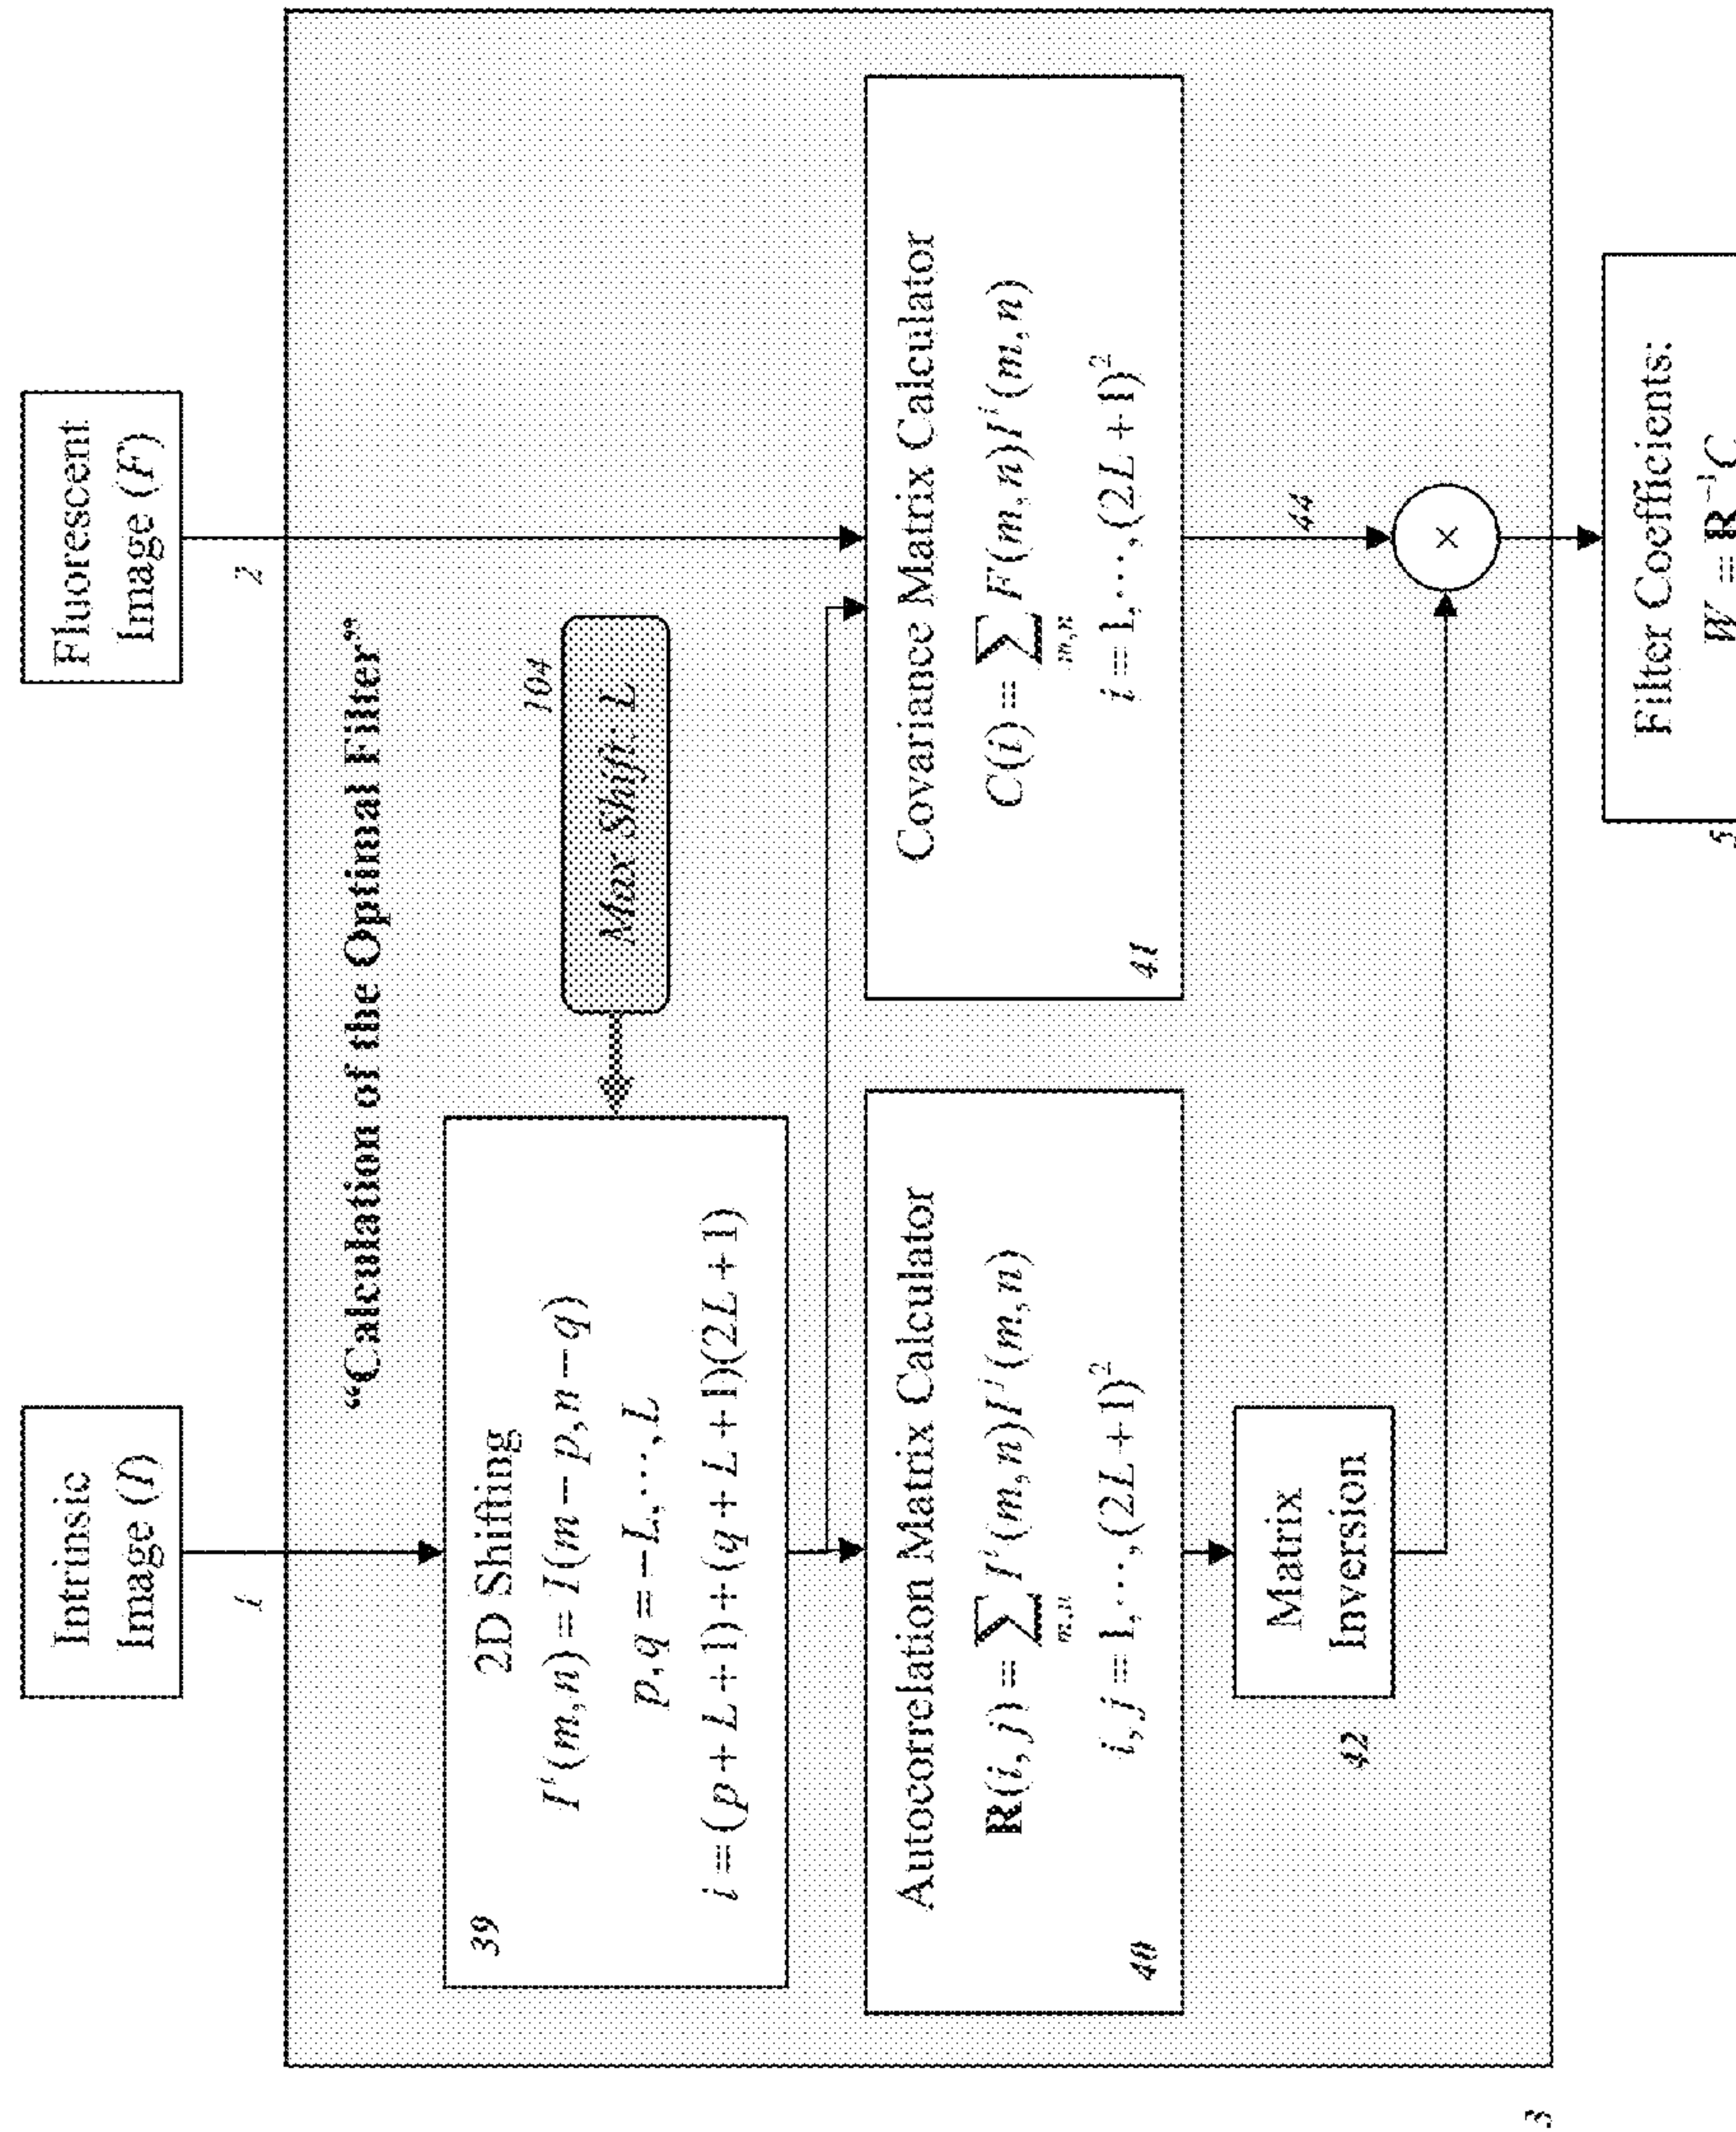 Intrinsic
Image (I)
Fluorescent
Image (F)
1
2
"Calculation of the Optimal Filter"
39
2D Shifting
I^i(m,n) = I(m − p, n − q)
p,q = −L,⋯,L
i = (p + L + 1) + (q + L + 1)(2L + 1)
104
Max Shift: L
Autocorrelation Matrix Calculator
R(i, j) = ∑_{m,n} I^i(m,n)I^j(m,n)
i, j = 1,⋯,(2L + 1)^2
40
Covariance Matrix Calculator
C(i) = ∑_{m,n} F(m,n)I^i(m,n)
i = 1,⋯,(2L + 1)^2
41
Matrix
Inversion
42
44
×
3
Filter Coefficients:
W = R^{−1}C
5